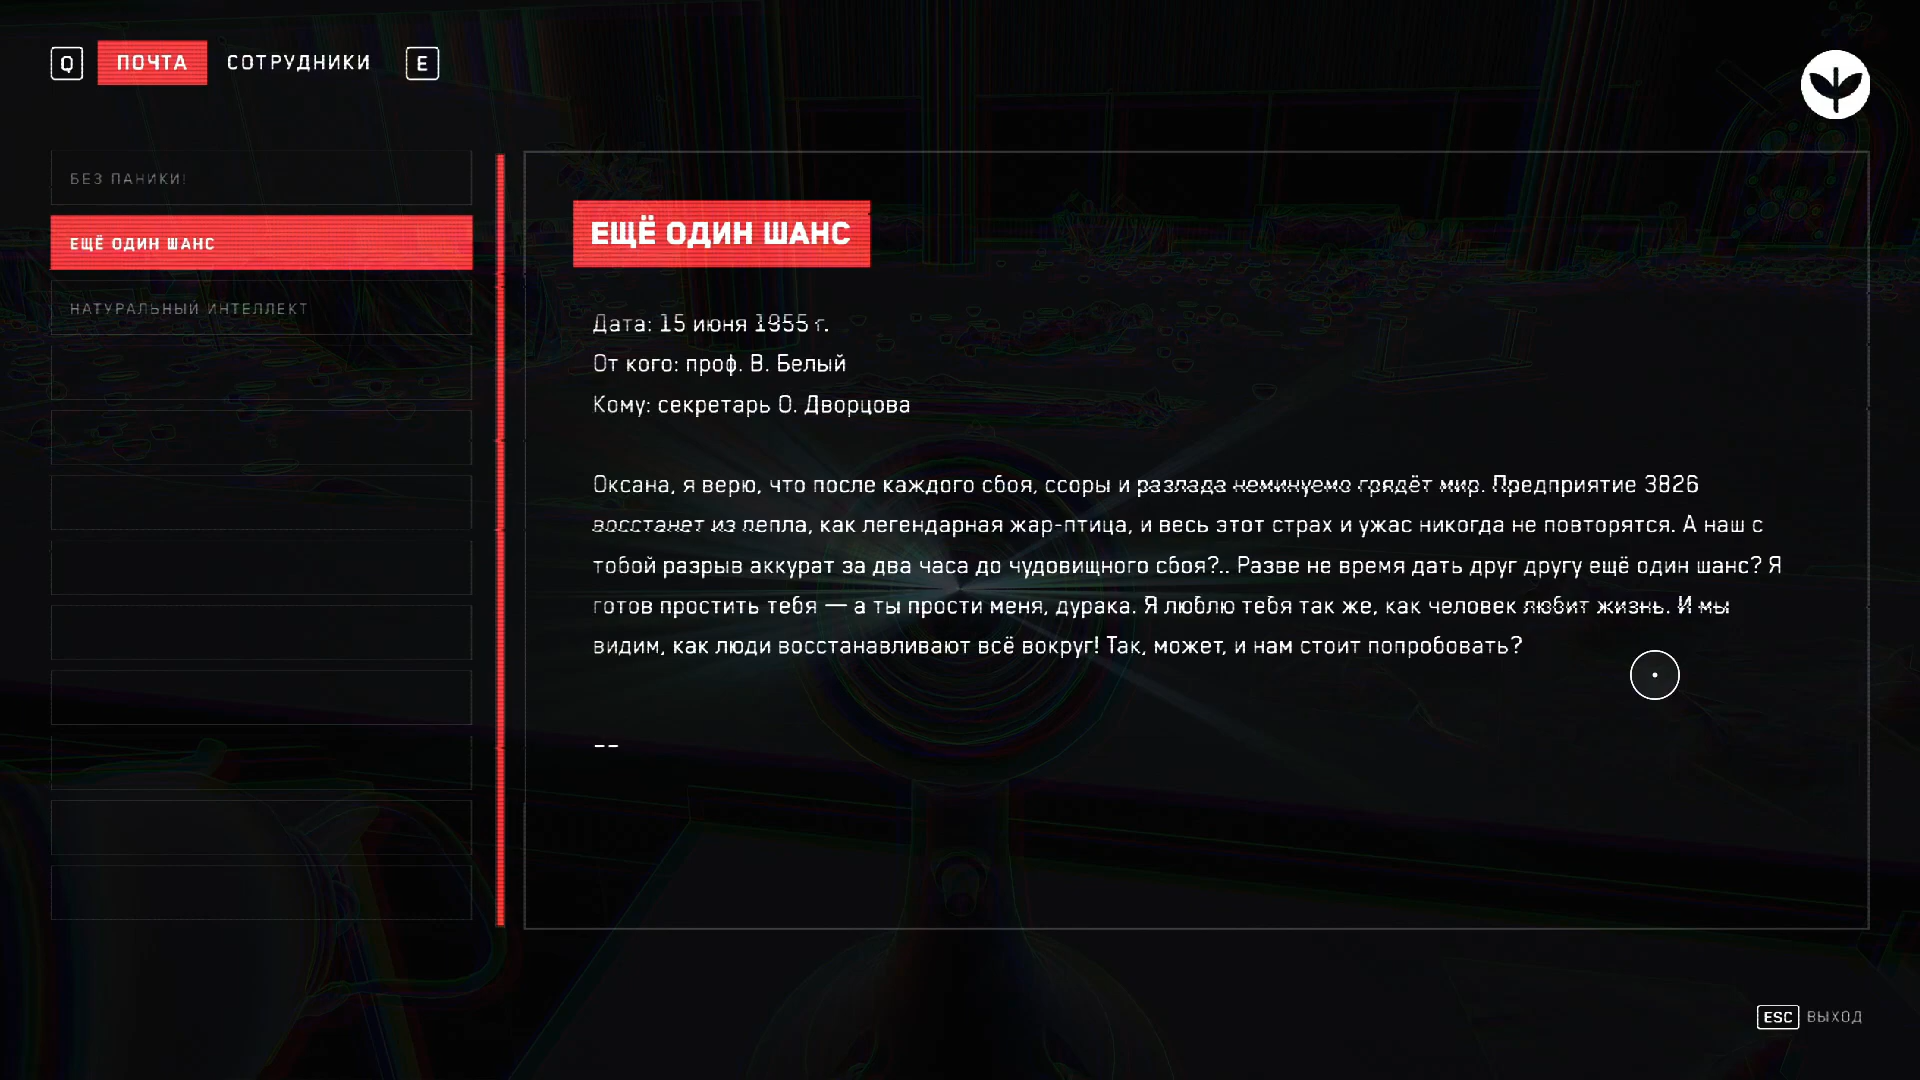 Q ПОЧТА СОТРУДНИКИ E
БЕЗ ПАНИКИ!
ЕЩЁ ОДИН ШАНС
НАТУРАЛЬНЫЙ ИНТЕЛЛЕКТ
ЕЩЁ ОДИН ШАНС
Дата: 15 июня 1955 г.
От кого: проф. В. Белый
Кому: секретарь О. Дворцова
Оксана, я верю, что после каждого сбоя, ссоры и разлада неминуемо грядёт мир. Предприятие 3826
восстанет из пепла, как легендарная жар-птица, и весь этот страх и ужас никогда не повторятся. А наш с
тобой разрыв аккурат за два часа до чудовищного сбоя?.. Разве не время дать друг другу ещё один шанс? Я
готов простить тебя — а ты прости меня, дурака. Я люблю тебя так же, как человек любит жизнь. И мы
видим, как люди восстанавливают всё вокруг! Так, может, и нам стоит попробовать?
--
ESC ВЫХОД